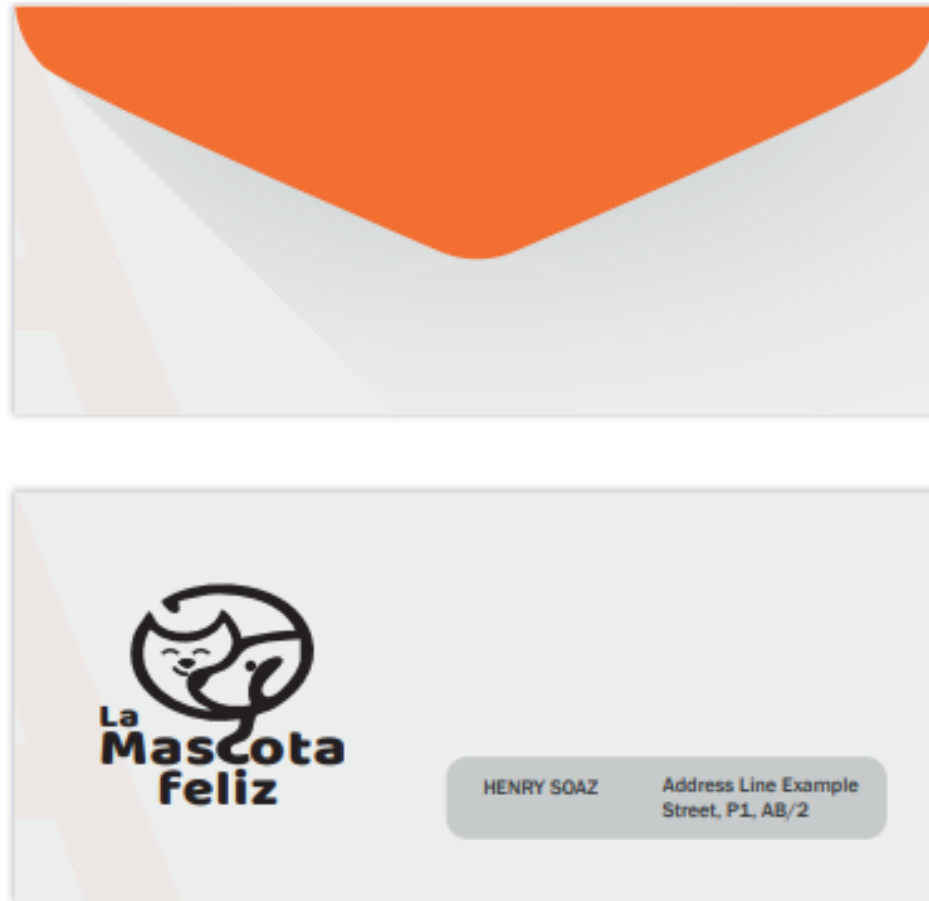 La
Mascota
feliz
HENRY SOAZ
Address Line Example
Street, P1, AB/2